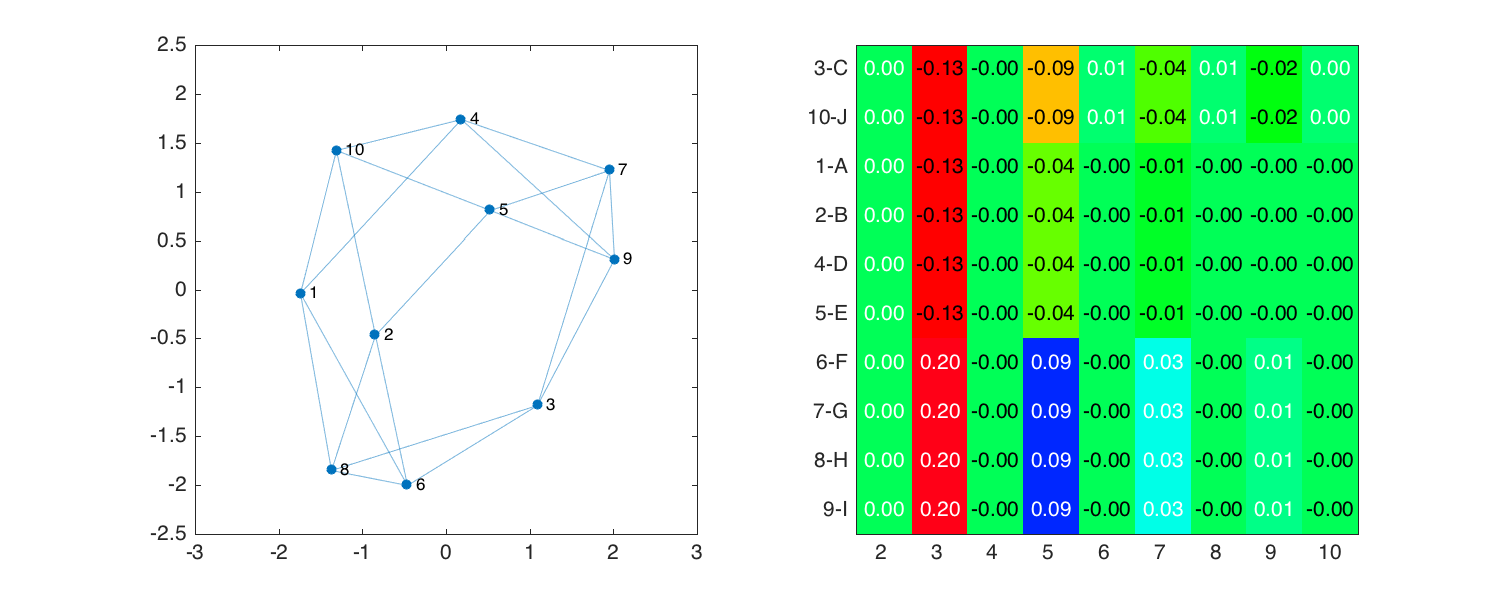 2.5
2
1.5
1
0.5
0
-0.5
-1
-1.5
-2
-2.5
-3 -2 -1 0 1 2 3
4
10
7
5
9
1
2
3
8
6
3-C 0.00 -0.13 -0.00 -0.09 0.01 -0.04 0.01 -0.02 0.00
10-J 0.00 -0.13 -0.00 -0.09 0.01 -0.04 0.01 -0.02 0.00
1-A 0.00 -0.13 -0.00 -0.04 -0.00 -0.01 -0.00 -0.00 -0.00
2-B 0.00 -0.13 -0.00 -0.04 -0.00 -0.01 -0.00 -0.00 -0.00
4-D 0.00 -0.13 -0.00 -0.04 -0.00 -0.01 -0.00 -0.00 -0.00
5-E 0.00 -0.13 -0.00 -0.04 -0.00 -0.01 -0.00 -0.00 -0.00
6-F 0.00 0.20 -0.00 0.09 -0.00 0.03 -0.00 0.01 -0.00
7-G 0.00 0.20 -0.00 0.09 -0.00 0.03 -0.00 0.01 -0.00
8-H 0.00 0.20 -0.00 0.09 -0.00 0.03 -0.00 0.01 -0.00
9-I 0.00 0.20 -0.00 0.09 -0.00 0.03 -0.00 0.01 -0.00
2 3 4 5 6 7 8 9 10